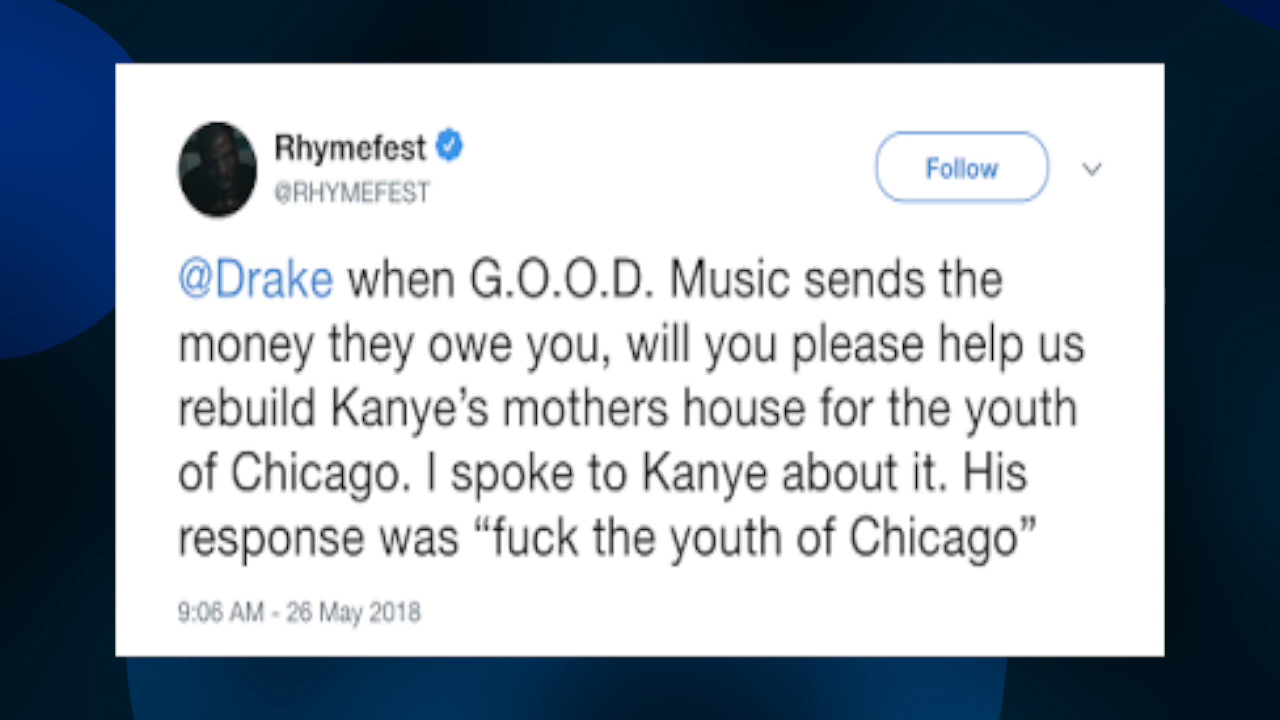 Rhymefest
@RHYMEFEST
Follow
@Drake when G.O.O.D. Music sends the
money they owe you, will you please help us
rebuild Kanye’s mothers house for the youth
of Chicago. I spoke to Kanye about it. His
response was “fuck the youth of Chicago”
9:06 AM - 26 May 2018